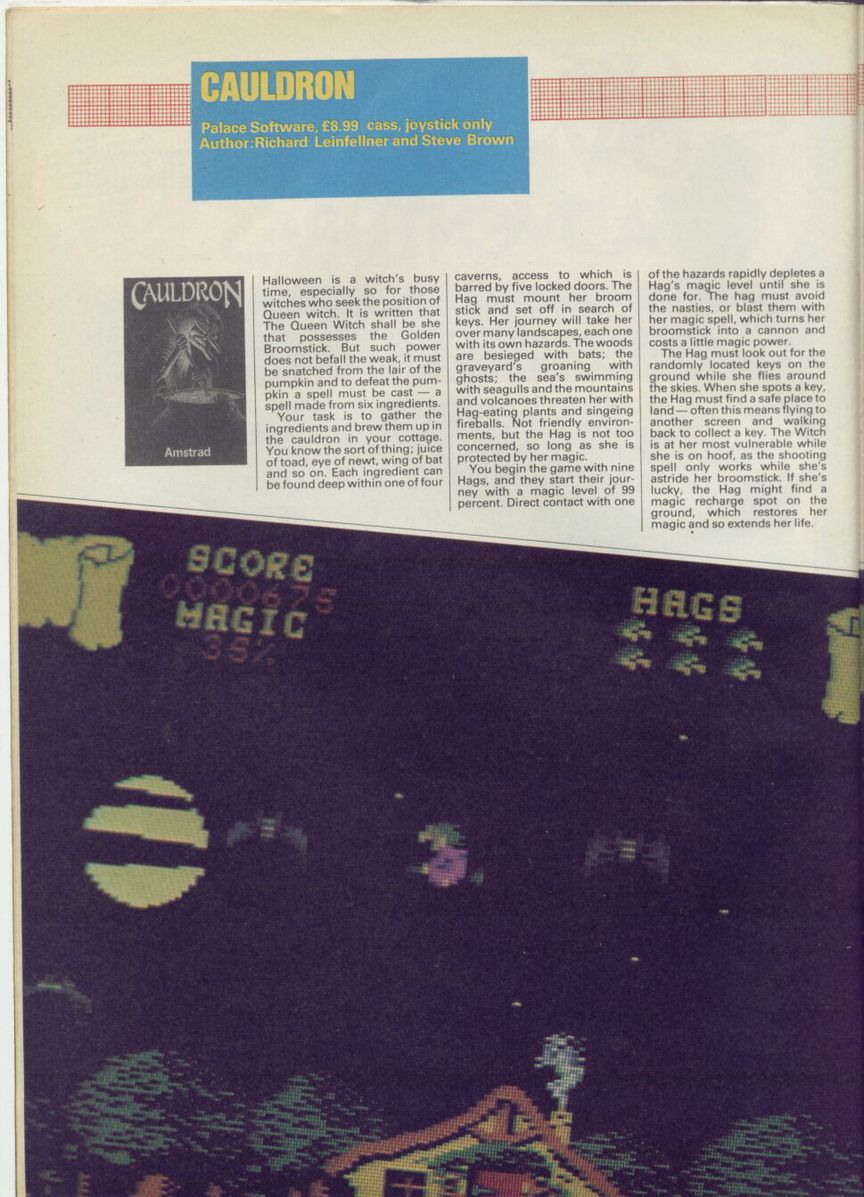 CAULDRON
Palace Software, £8.99 cass, joystick only
Author:Richard Leinfellner and Steve Brown
CAULDRON
Amstrad
Halloween is a witch's busy
time, especially so for those
witches who seek the position of
Queen witch. It is written that
The Queen Witch shall be she
that possesses the Golden
Broomstick. But such power
does not befall the weak, it must
be snatched from the lair of the
pumpkin and to defeat the pum-
pkin a spell must be cast — a
spell made from six ingredients.
Your task is to gather the
ingredients and brew them up in
the cauldron in your cottage.
You know the sort of thing; juice
of toad, eye of newt, wing of bat
and so on. Each ingredient can
be found deep within one of four
caverns, access to which is
barred by five locked doors. The
Hag must mount her broom
stick and set off in search of
keys. Her journey will take her
over many landscapes, each one
with its own hazards. The woods
are besieged with bats; the
graveyard's groaning with
ghosts; the sea's swimming
with seagulls and the mountains
and volcanoes threaten her with
Hag-eating plants and singeing
fireballs. Not friendly environ-
ments, but the Hag is not too
concerned, so long as she is
protected by her magic.
You begin the game with nine
Hags, and they start their jour-
ney with a magic level of 99
percent. Direct contact with one
of the hazards rapidly depletes a
Hag's magic level until she is
done for. The hag must avoid
the nasties, or blast them with
her magic spell, which turns her
broomstick into a cannon and
costs a little magic power.
The Hag must look out for the
randomly located keys on the
ground while she flies around
the skies. When she spots a key,
the Hag must find a safe place to
land — often this means flying to
another screen and walking
back to collect a key. The Witch
is at her most vulnerable while
she is on hoof, as the shooting
spell only works while she's
astride her broomstick. If she's
lucky, the Hag might find a
magic recharge spot on the
ground, which restores her
magic and so extends her life.
SCORE
0000675
MAGIC
35%
HAGS